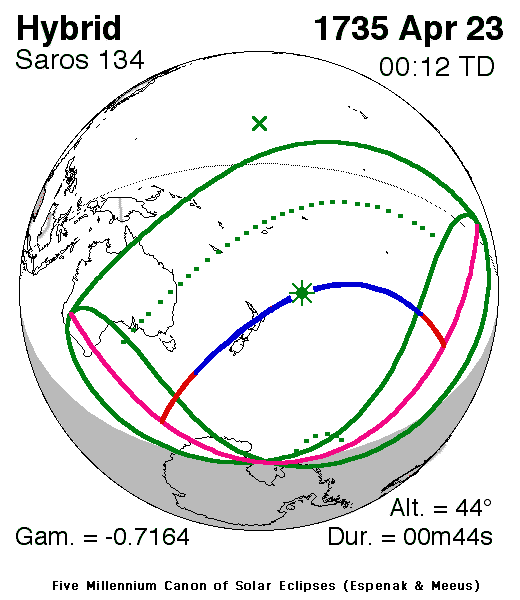 Hybrid
1735 Apr 23
Saros 134
00:12 TD
Alt. = 44°
Gam. = -0.7164
Dur. = 00m44s
Five Millennium Canon of Solar Eclipses (Espenak & Meeus)